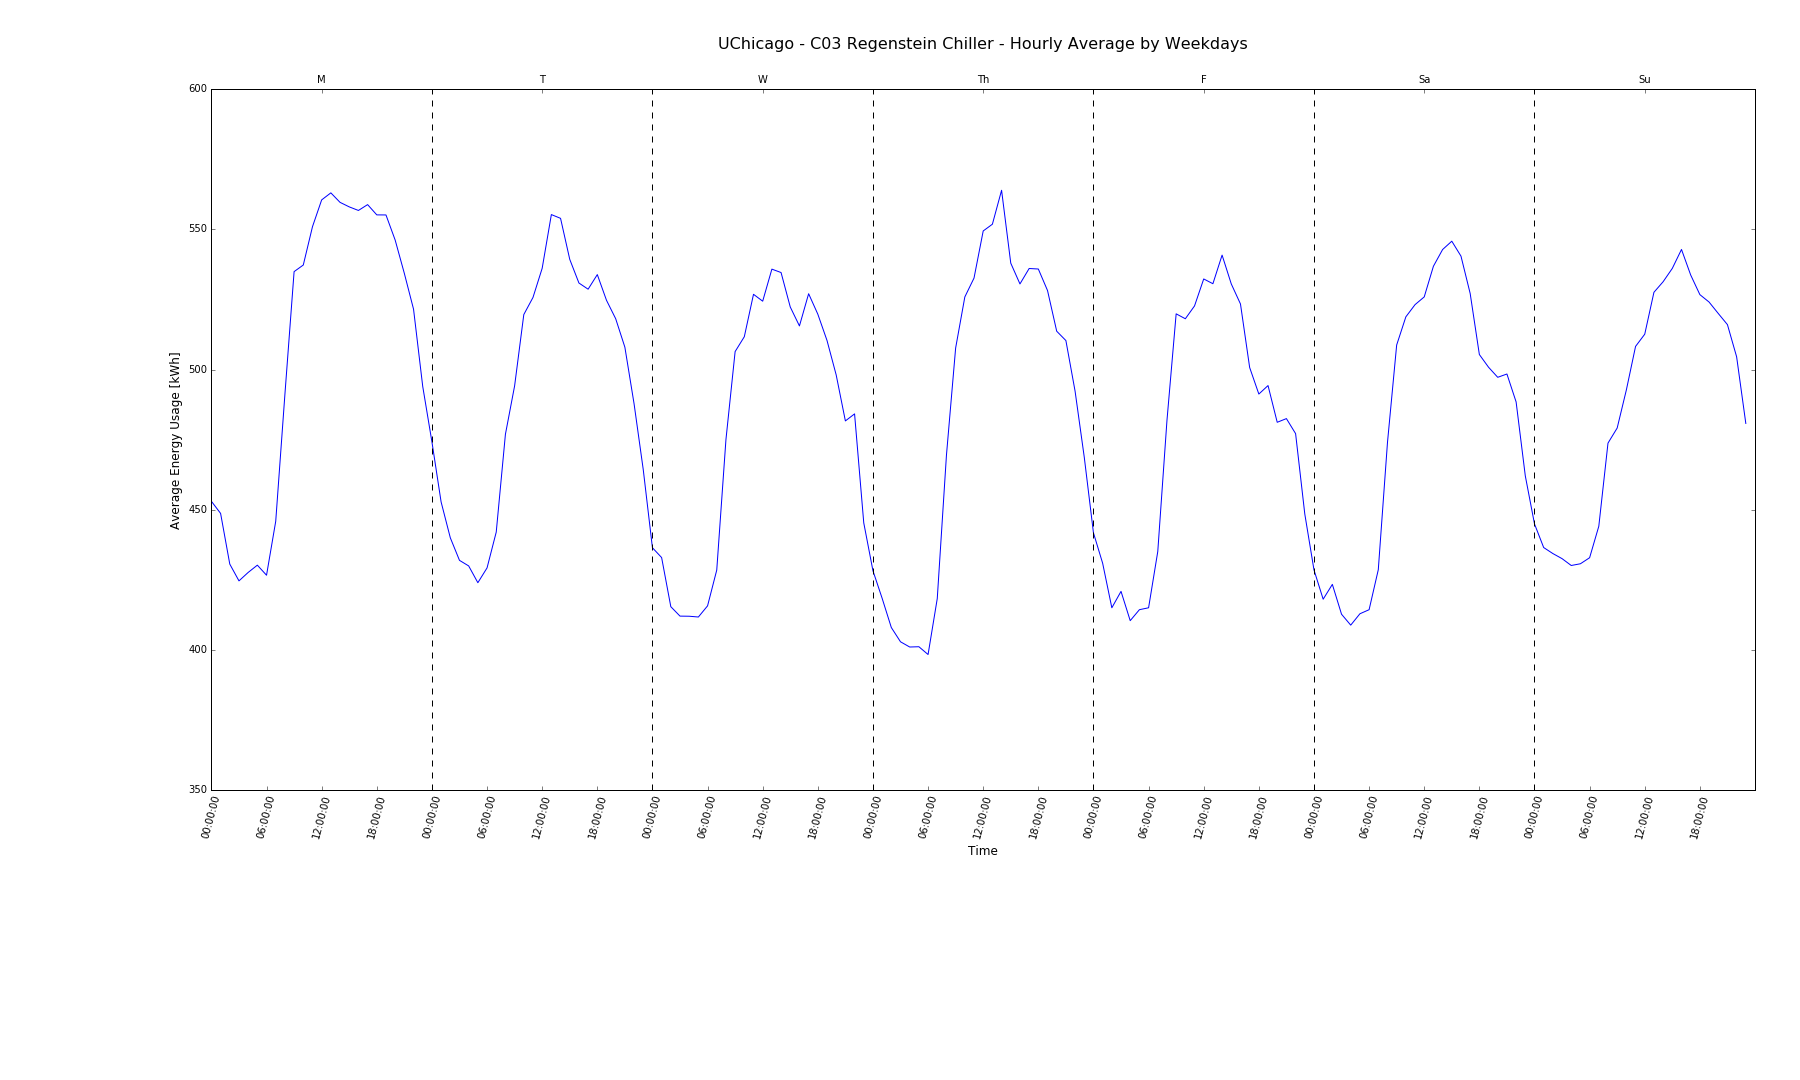 UChicago - C03 Regenstein Chiller - Hourly Average by Weekdays
M T W Th F Sa Su
600
550
500
450
400
350
Average Energy Usage [kWh]
00:00:00 06:00:00 12:00:00 18:00:00 00:00:00 06:00:00 12:00:00 18:00:00 00:00:00 06:00:00 12:00:00 18:00:00 00:00:00 06:00:00 12:00:00 18:00:00 00:00:00 06:00:00 12:00:00 18:00:00 00:00:00 06:00:00 12:00:00 18:00:00 00:00:00 06:00:00 12:00:00 18:00:00
Time